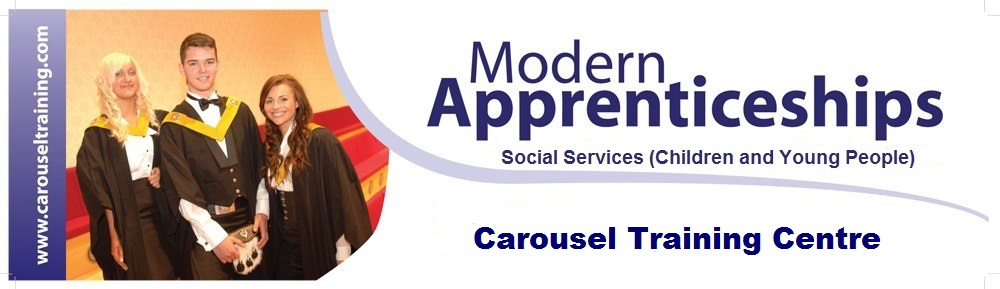 www.carouseltraining.com
Modern
Apprenticeships
Social Services (Children and Young People)
Carousel Training Centre